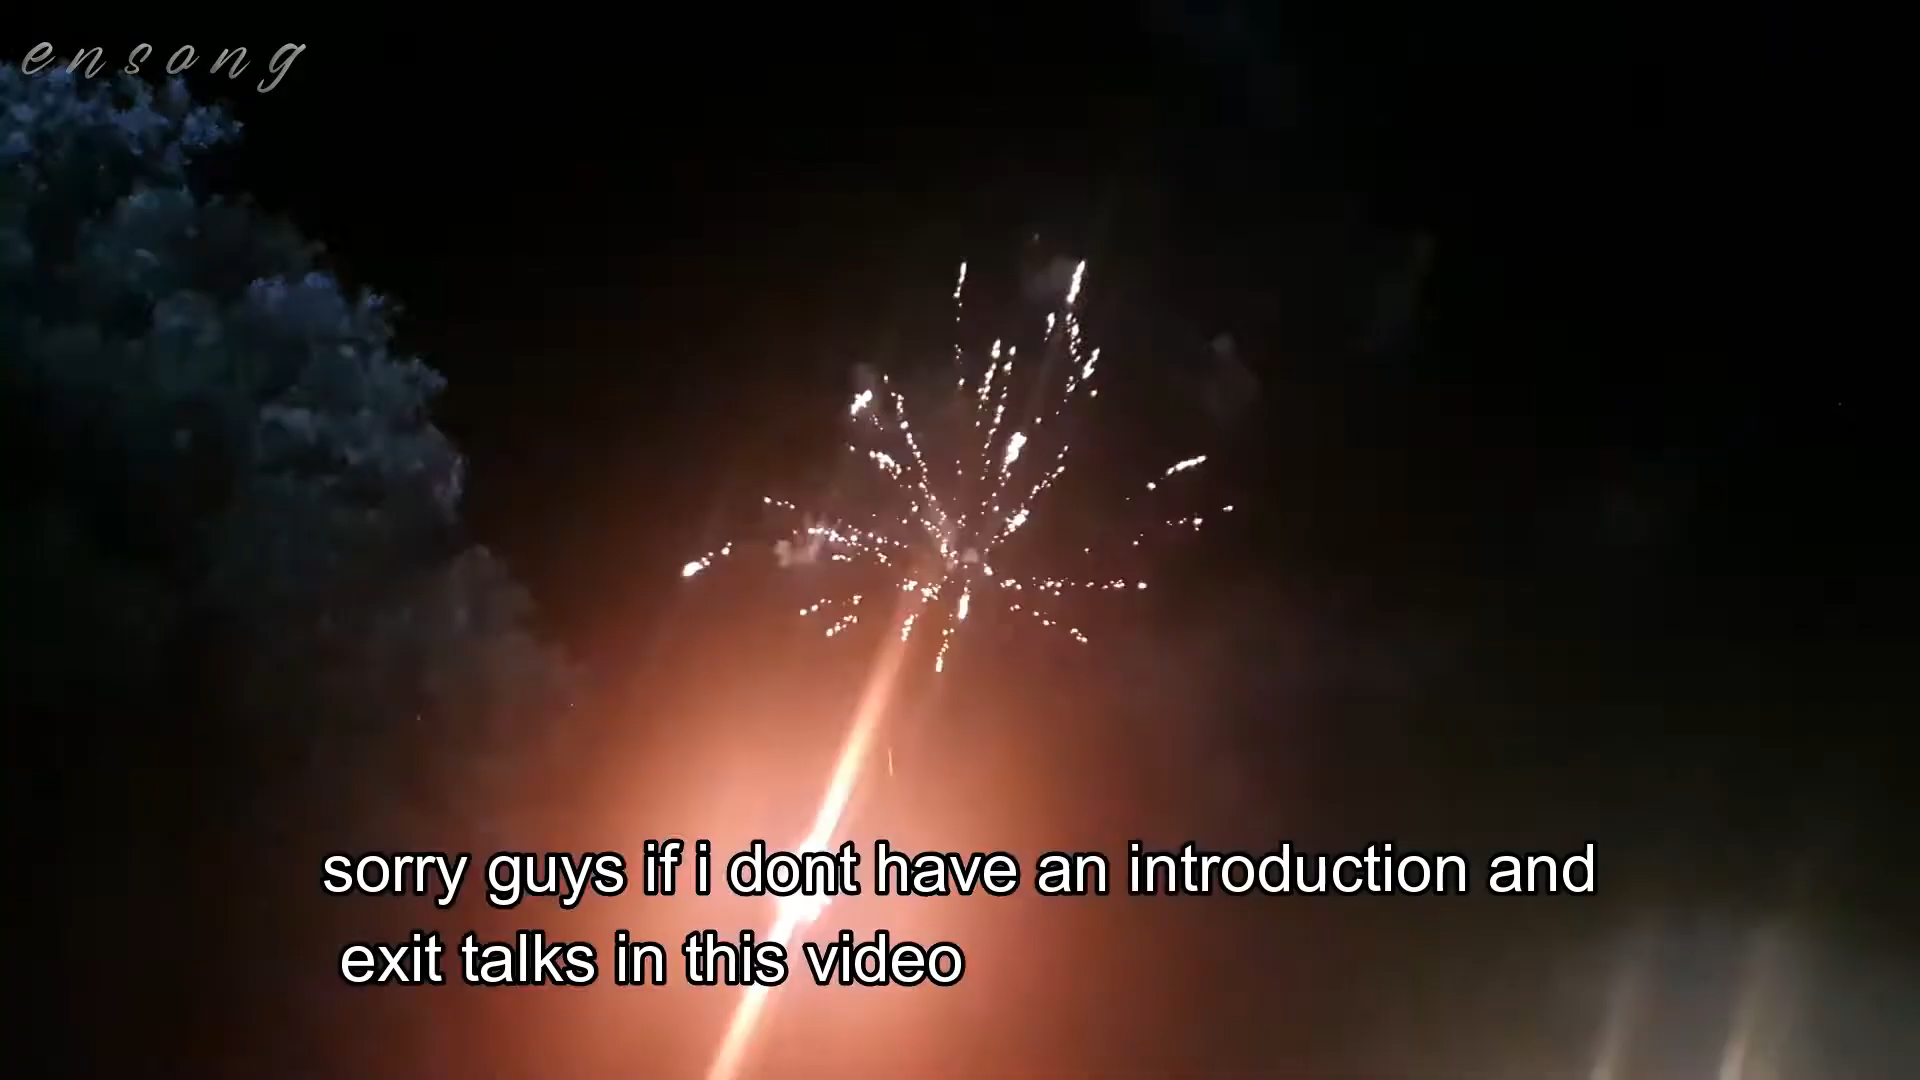 ensong
sorry guys if i dont have an introduction and
exit talks in this video